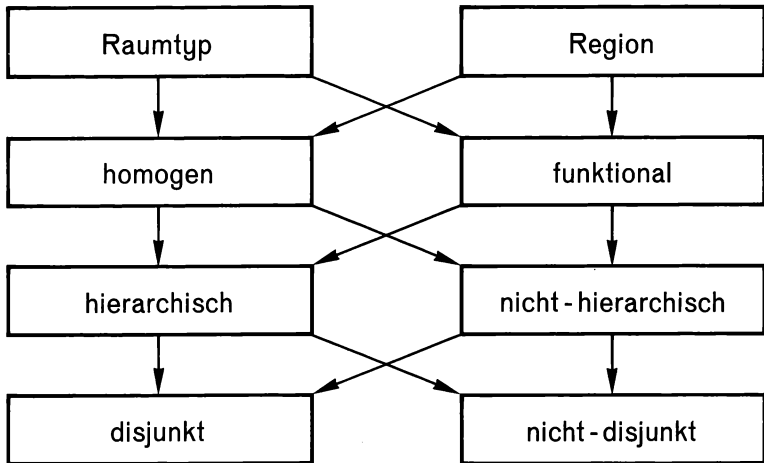 Raumtyp
Region
homogen
funktional
hierarchisch
nicht-hierarchisch
disjunkt
nicht-disjunkt